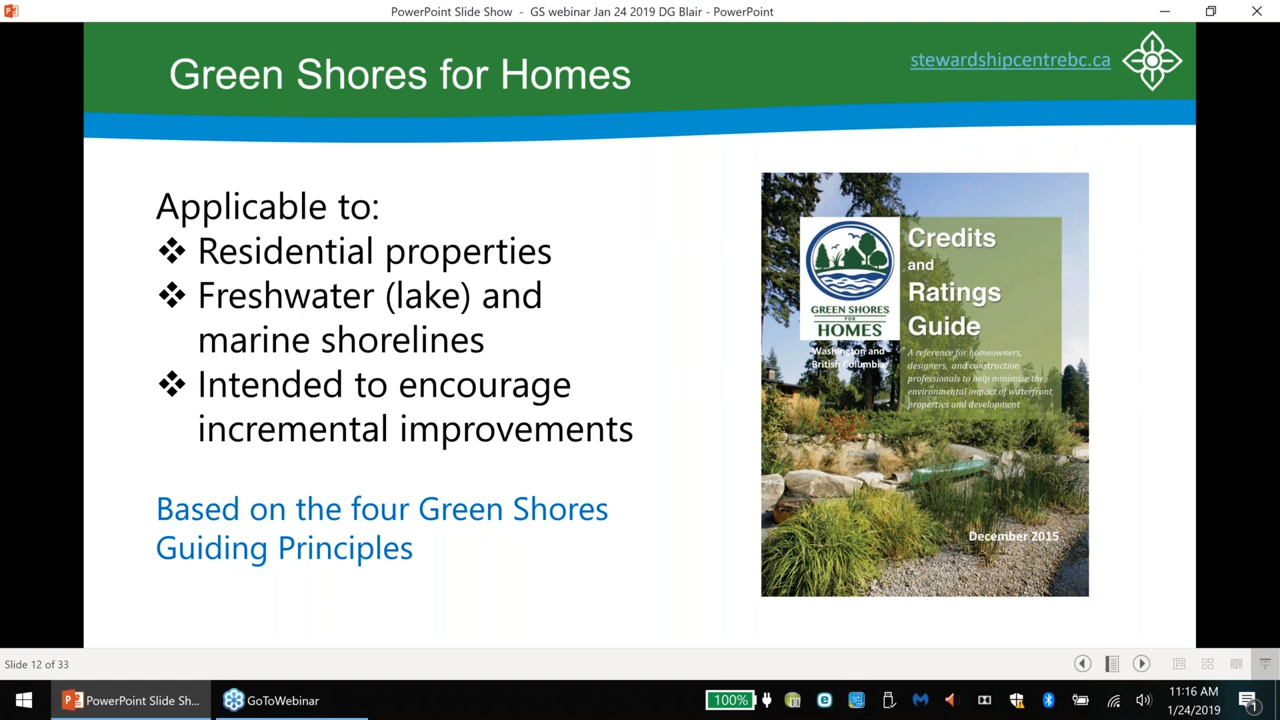 PowerPoint Slide Show - GS webinar Jan 24 2019 DG Blair - PowerPoint
Green Shores for Homes
stewardshipcentrebc.ca
Applicable to:
❖ Residential properties
❖ Freshwater (lake) and
marine shorelines
❖ Intended to encourage
incremental improvements
Based on the four Green Shores
Guiding Principles
Credits
and
Ratings
Guide
GREEN SHORES
FOR
HOMES
Washington and
British Columbia
A reference for homeowners,
designers, and construction
professionals to help minimize the
environmental impact of waterfront
properties and development
December 2015
Slide 12 of 33
PowerPoint Slide Sh...
GoToWebinar
100%
11:16 AM
1/24/2019
1